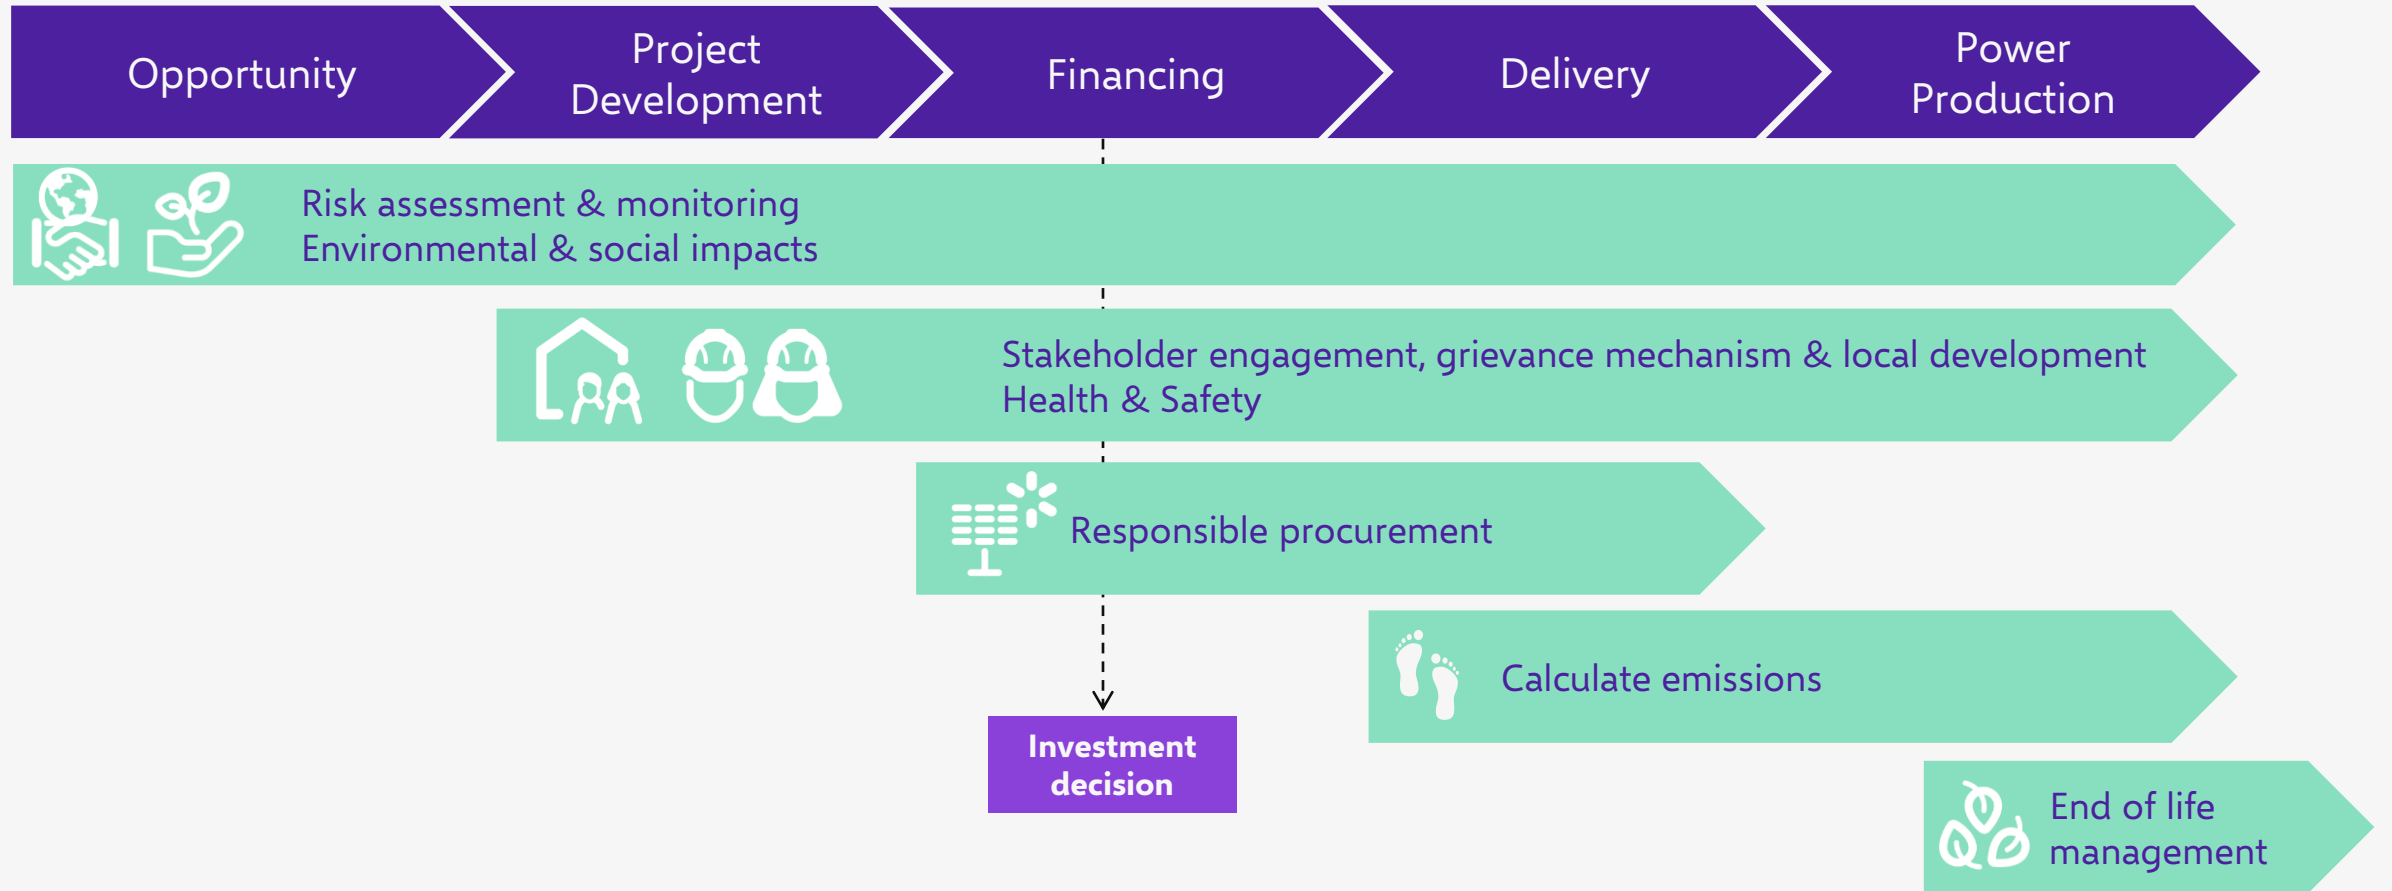 Opportunity
Project
Development
Financing
Delivery
Power
Production
Risk assessment & monitoring
Environmental & social impacts
Stakeholder engagement, grievance mechanism & local development
Health & Safety
Responsible procurement
Calculate emissions
Investment
decision
End of life
management